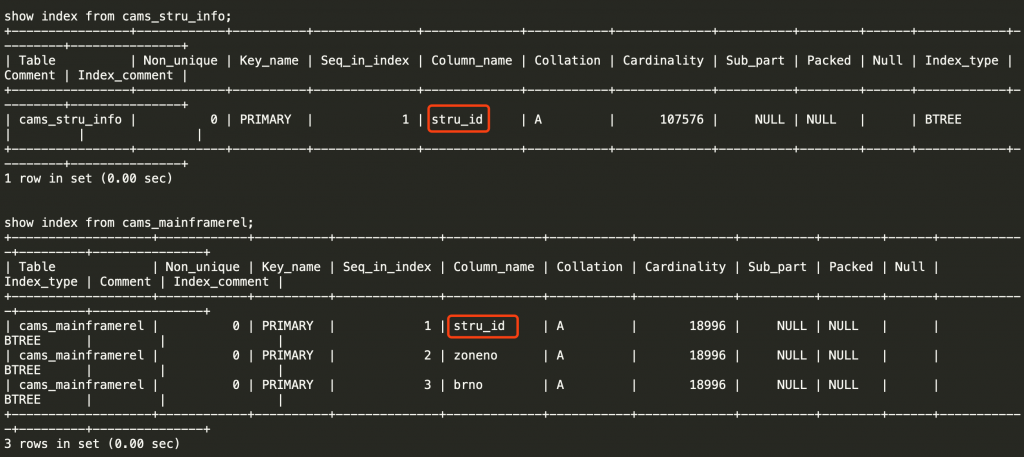 show index from cams_stru_info;
+----------------+------------+----------+--------------+-------------+-----------+-------------+----------+--------+------+------------+-
--------+---------------+
| Table          | Non_unique | Key_name | Seq_in_index | Column_name | Collation | Cardinality | Sub_part | Packed | Null | Index_type |
Comment | Index_comment |
+----------------+------------+----------+--------------+-------------+-----------+-------------+----------+--------+------+------------+-
--------+---------------+
| cams_stru_info |          0 | PRIMARY  |            1 | stru_id     | A         |      107576 |     NULL | NULL   |      | BTREE
|         |               |
+----------------+------------+----------+--------------+-------------+-----------+-------------+----------+--------+------+------------+-
--------+---------------+
1 row in set (0.00 sec)
show index from cams_mainframerel;
+-------------------+------------+----------+--------------+-------------+-----------+-------------+----------+--------+------+-----------
-+---------+---------------+
| Table             | Non_unique | Key_name | Seq_in_index | Column_name | Collation | Cardinality | Sub_part | Packed | Null |
Index_type | Comment | Index_comment |
+-------------------+------------+----------+--------------+-------------+-----------+-------------+----------+--------+------+-----------
-+---------+---------------+
| cams_mainframerel |          0 | PRIMARY  |            1 | stru_id     | A         |       18996 |     NULL | NULL   |      |
BTREE      |         |               |
| cams_mainframerel |          0 | PRIMARY  |            2 | zoneno      | A         |       18996 |     NULL | NULL   |      |
BTREE      |         |               |
| cams_mainframerel |          0 | PRIMARY  |            3 | brno        | A         |       18996 |     NULL | NULL   |      |
BTREE      |         |               |
+-------------------+------------+----------+--------------+-------------+-----------+-------------+----------+--------+------+-----------
-+---------+---------------+
3 rows in set (0.00 sec)